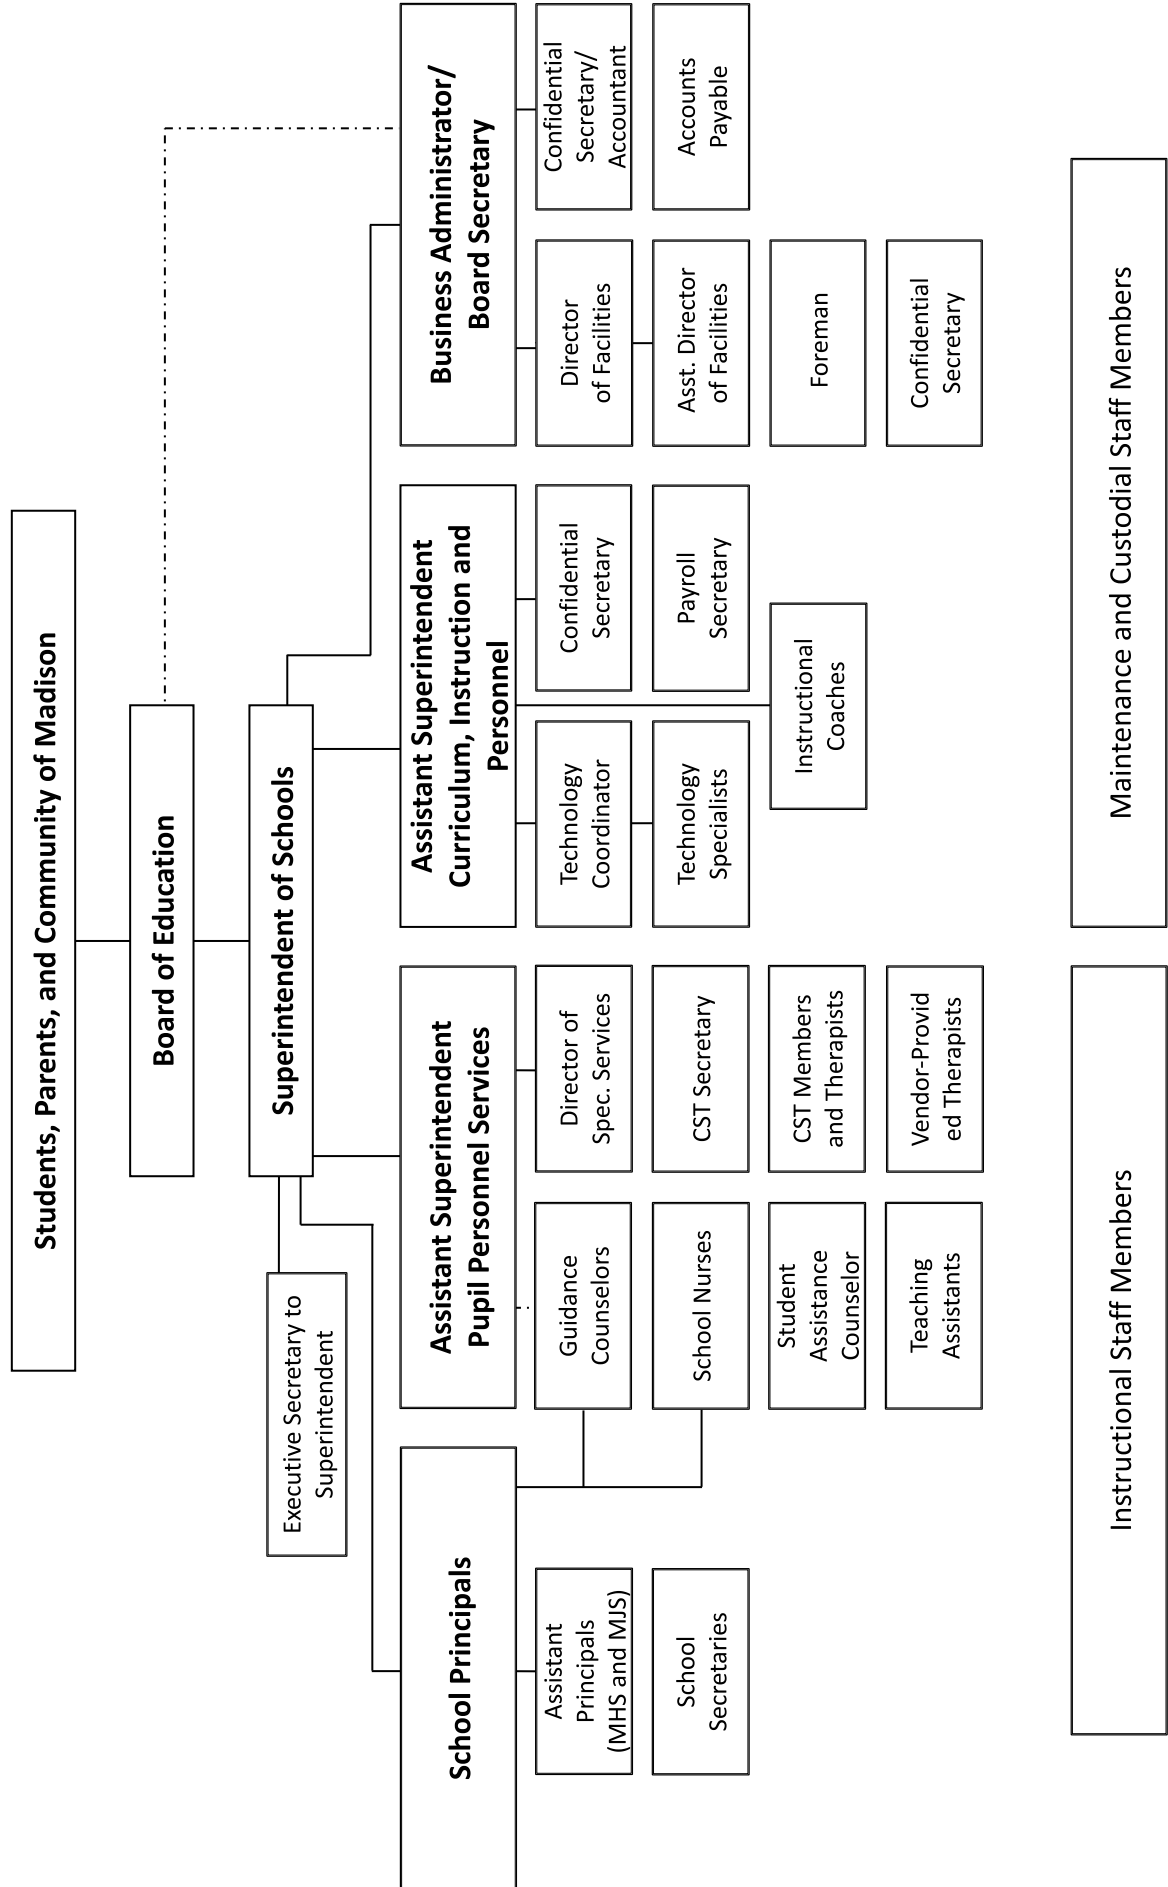 Students, Parents, and Community of Madison
Board of Education
Superintendent of Schools
Executive Secretary to
Superintendent
School Principals
Assistant Superintendent
Pupil Personnel Services
Assistant Superintendent
Curriculum, Instruction and
Personnel
Business Administrator/
Board Secretary
Assistant
Principals
(MHS and MJS)
School
Secretaries
Guidance
Counselors
School Nurses
Student
Assistance
Counselor
Teaching
Assistants
Director of
Spec. Services
CST Secretary
CST Members
and Therapists
Vendor-Provid
ed Therapists
Technology
Coordinator
Technology
Specialists
Confidential
Secretary
Payroll
Secretary
Instructional
Coaches
Director
of Facilities
Asst. Director
of Facilities
Foreman
Confidential
Secretary
Confidential
Secretary/
Accountant
Accounts
Payable
Instructional Staff Members
Maintenance and Custodial Staff Members